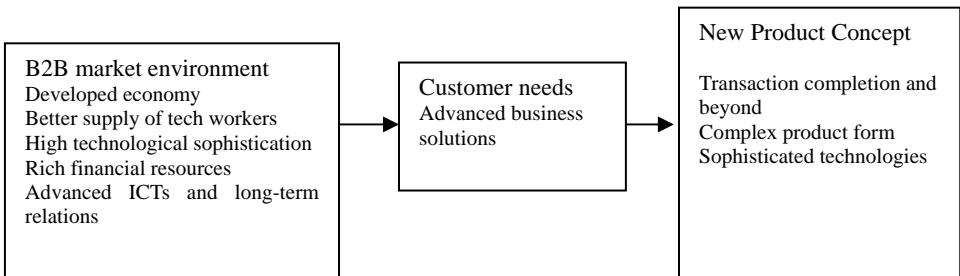 B2B market environment
Developed economy
Better supply of tech workers
High technological sophistication
Rich financial resources
Advanced ICTs and long-term
relations
Customer needs
Advanced business
solutions
New Product Concept
Transaction completion and
beyond
Complex product form
Sophisticated technologies